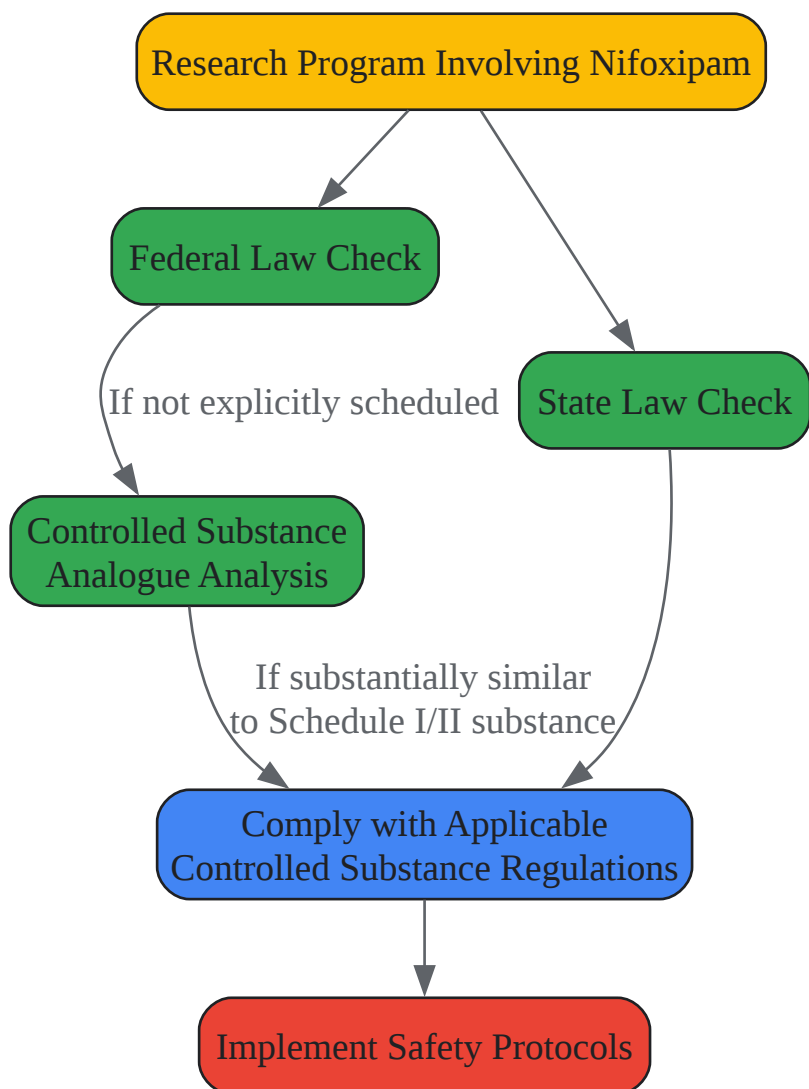 Research Program Involving Nifoxipam
Federal Law Check
If not explicitly scheduled
State Law Check
Controlled Substance
Analogue Analysis
If substantially similar
to Schedule I/II substance
Comply with Applicable
Controlled Substance Regulations
Implement Safety Protocols